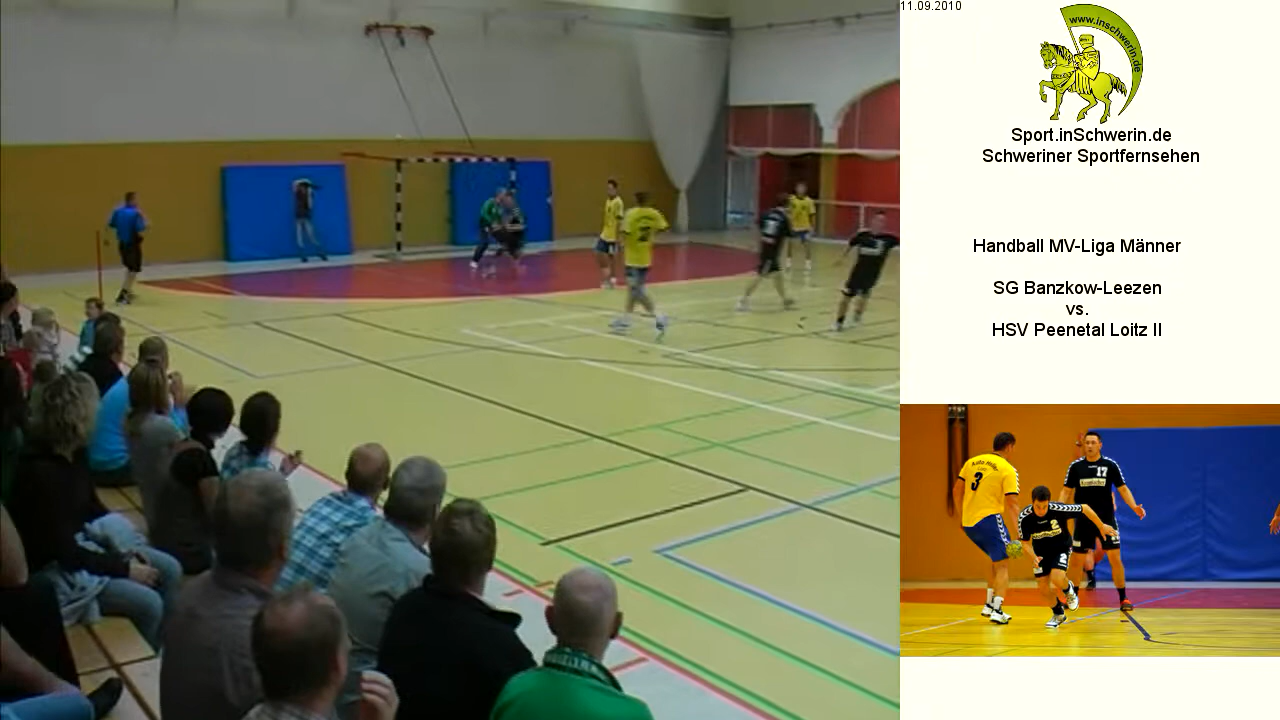 11.09.2010
www.inschwerin.de
Sport.inSchwerin.de
Schweriner Sportfernsehen
Handball MV-Liga Männer
SG Banzkow-Leezen
vs.
HSV Peenetal Loitz II
3
17
2
2